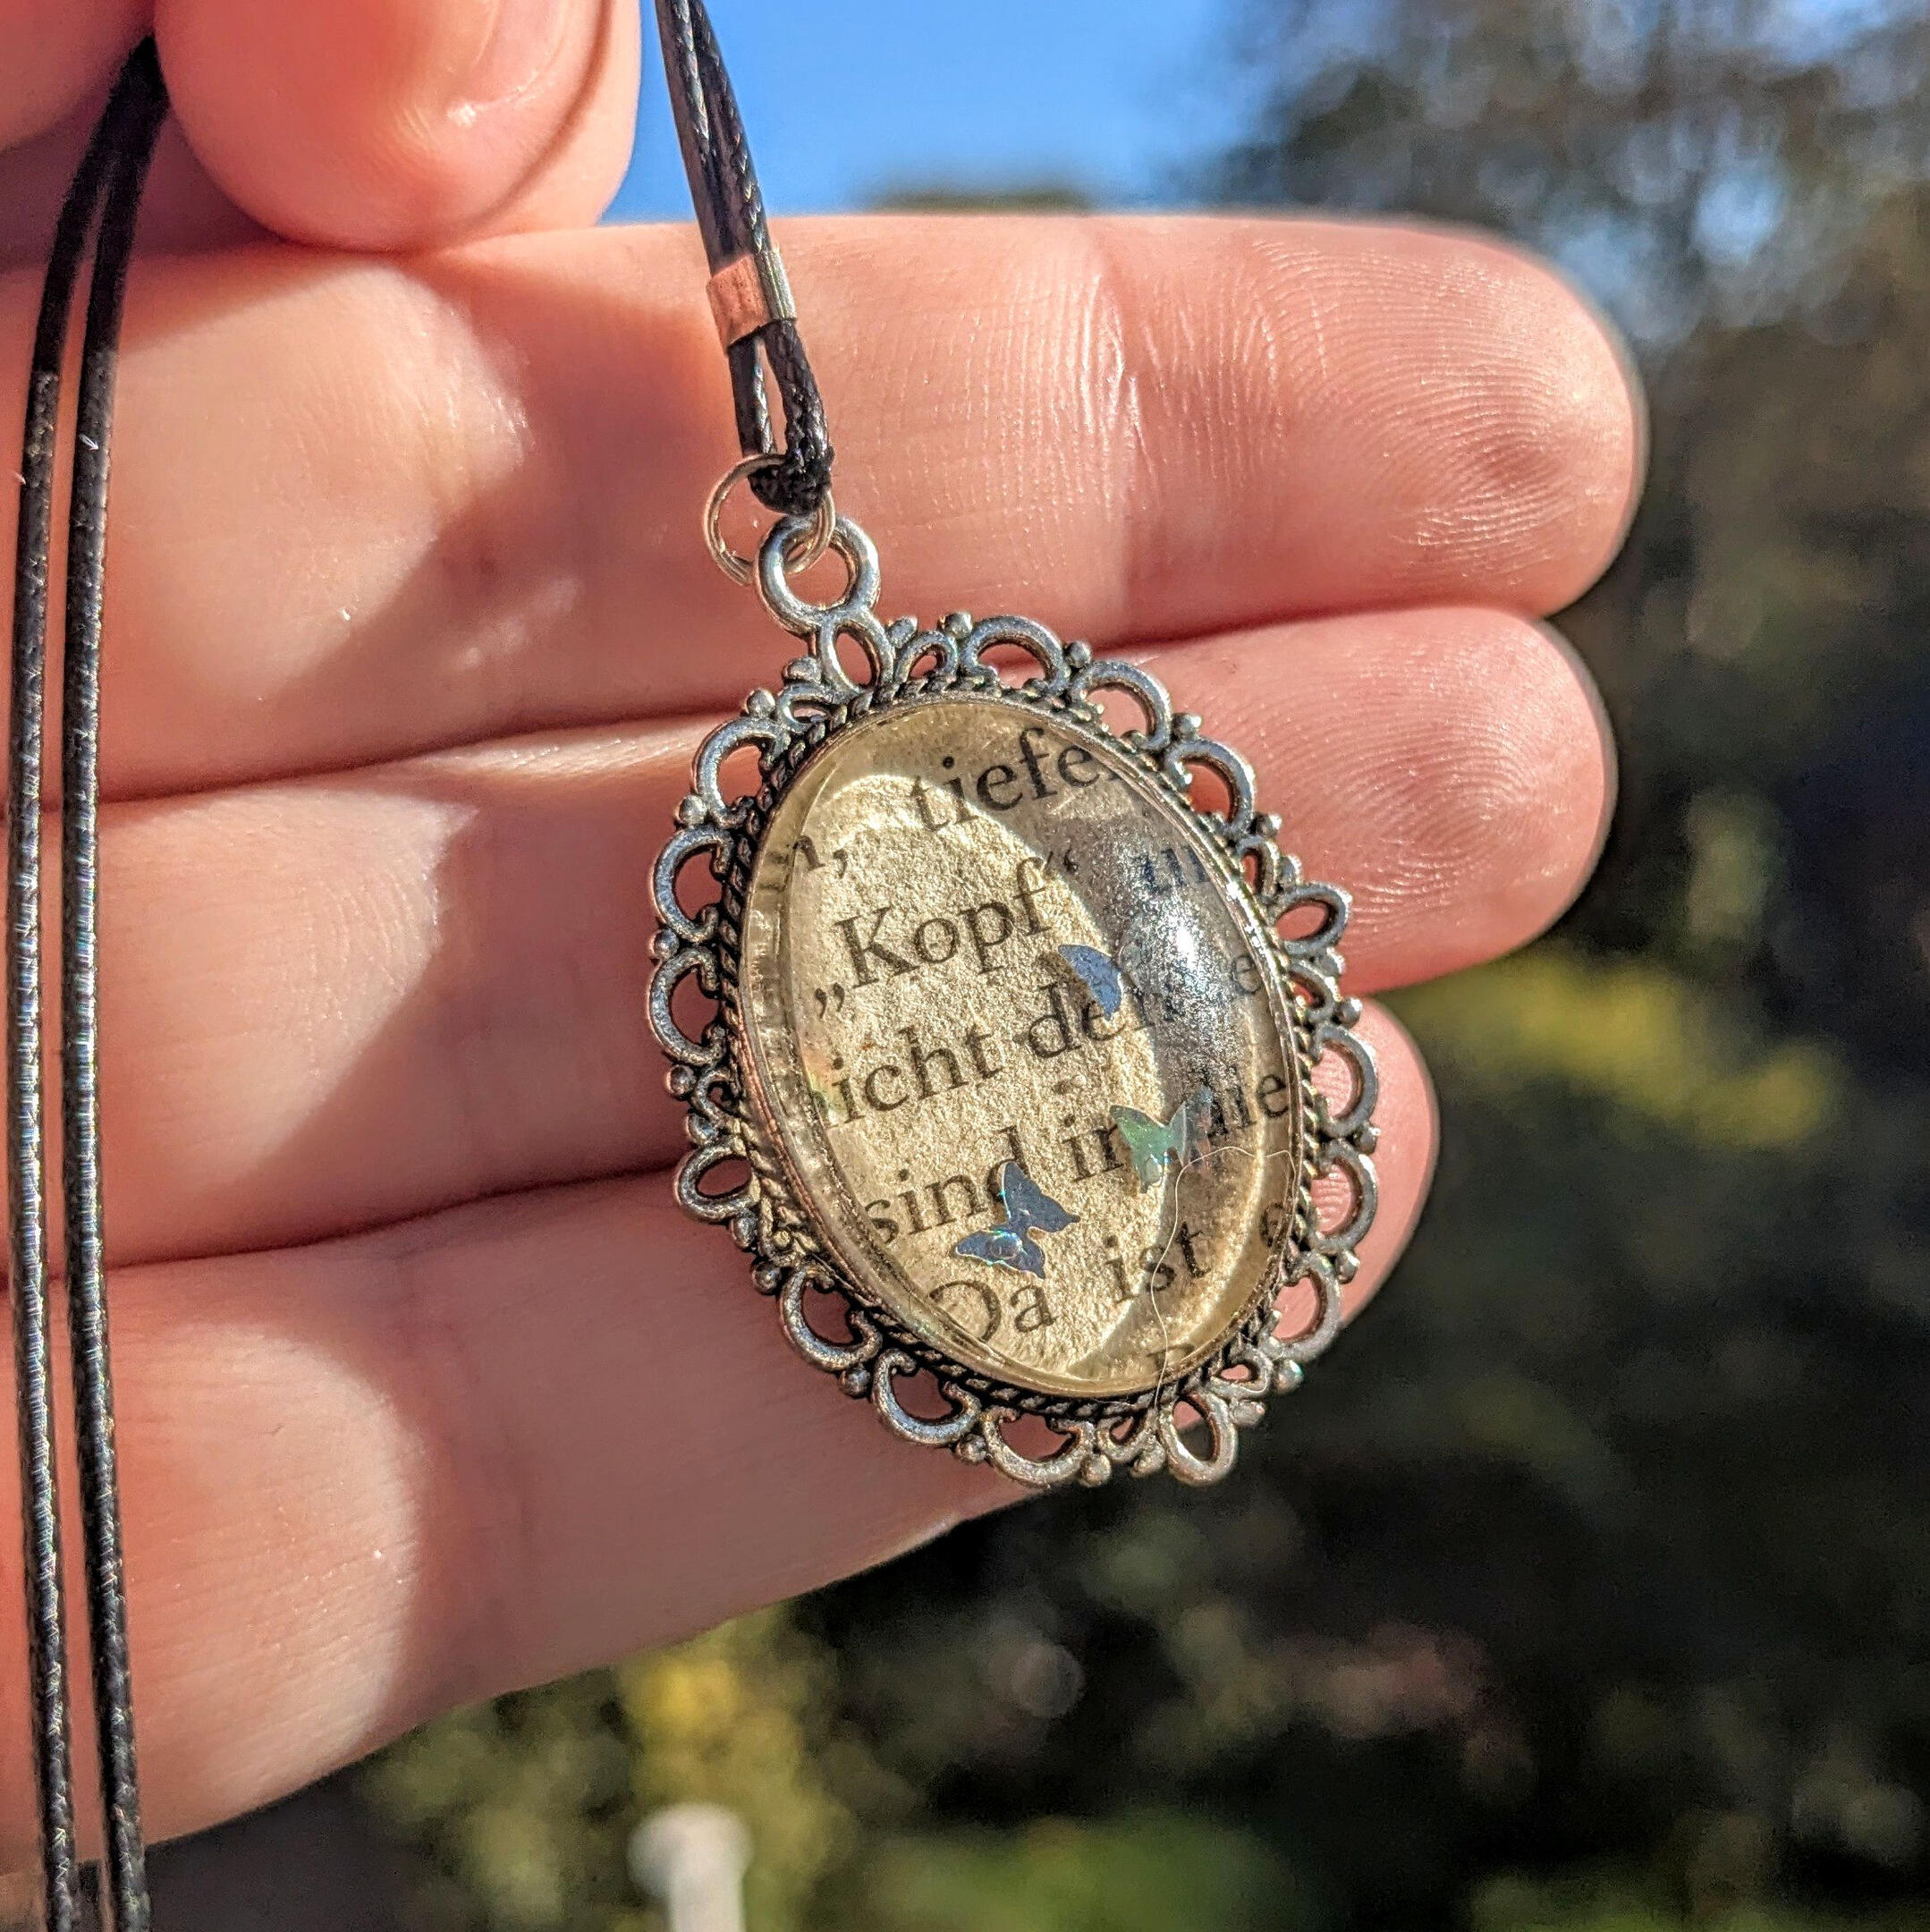 n, tiefe
„Kopf“ u
nicht de
sind in
Da ist e